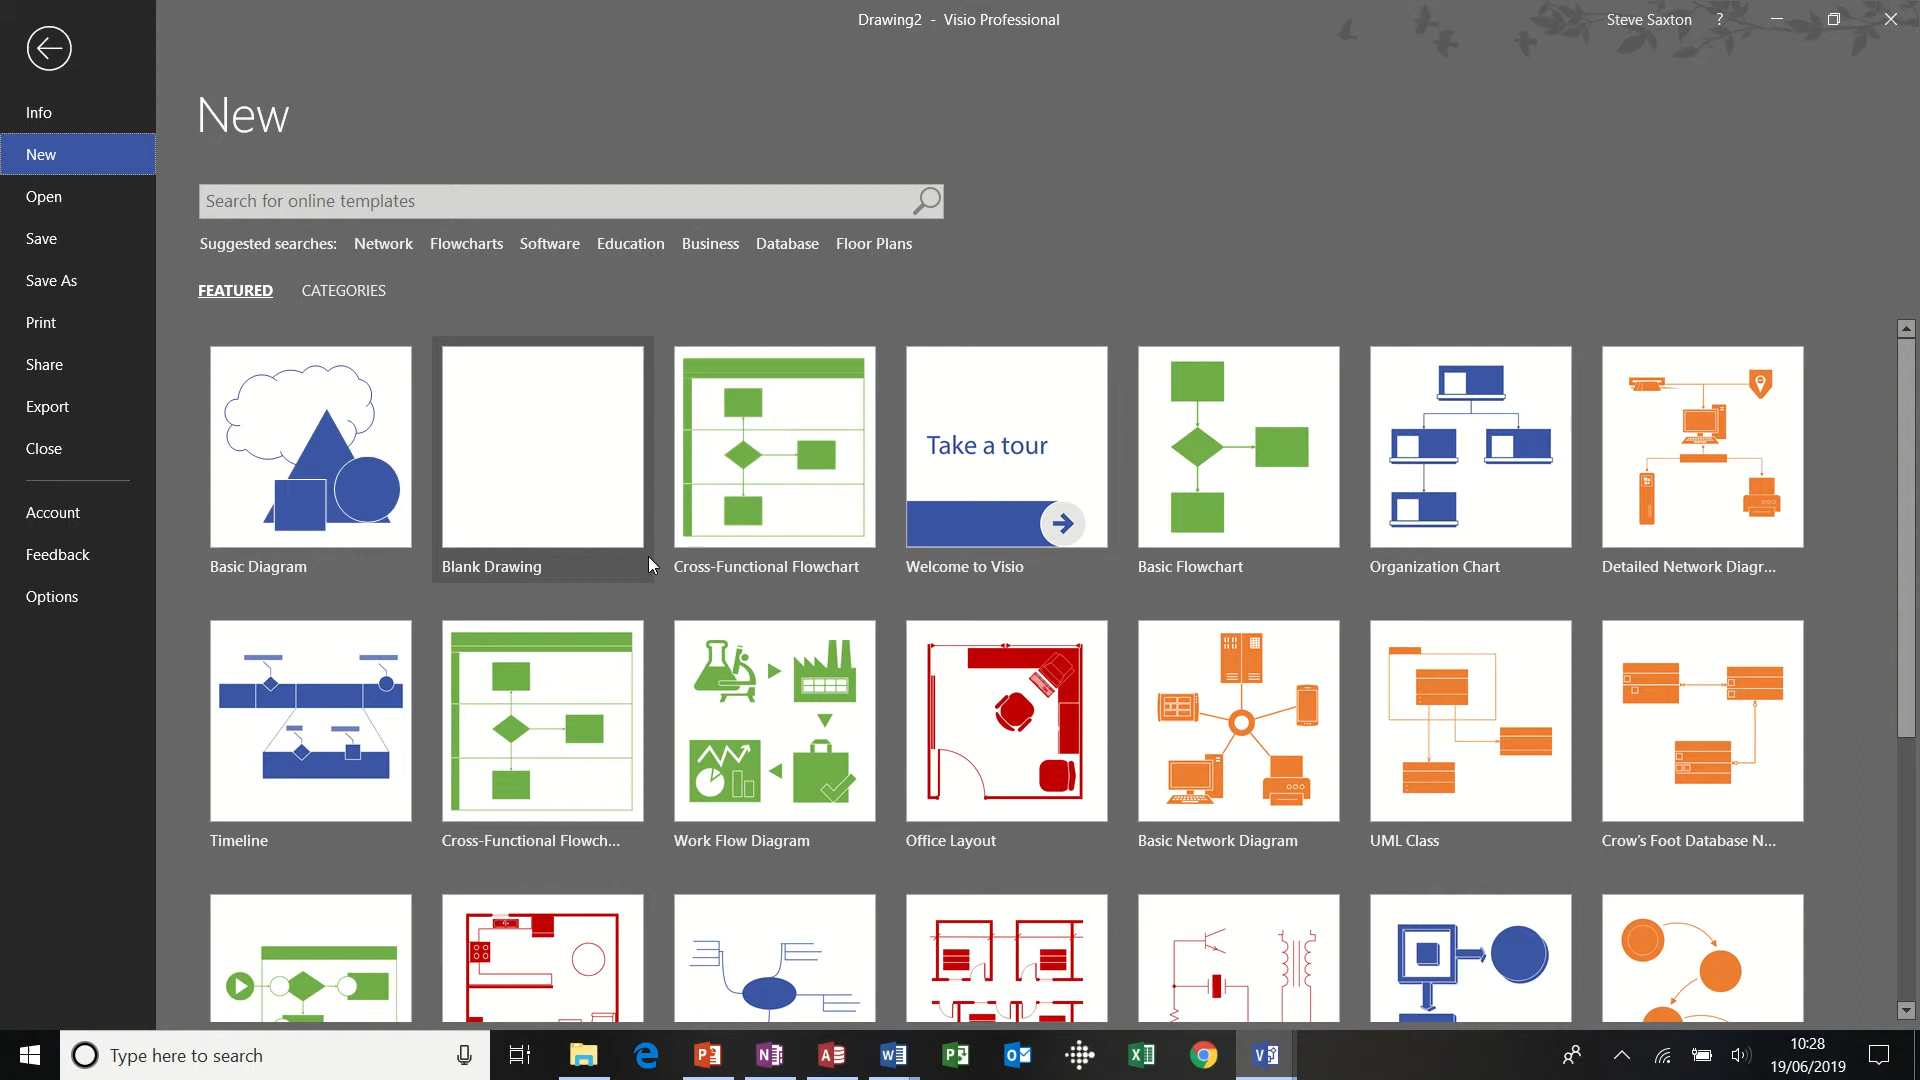 Drawing2 - Visio Professional
Steve Saxton
?
Info
New
Open
Save
Save As
Print
Share
Export
Close
Account
Feedback
Options
New
Search for online templates
Suggested searches: Network Flowcharts Software Education Business Database Floor Plans
FEATURED CATEGORIES
Take a tour
Basic Diagram
Blank Drawing
Cross-Functional Flowchart
Welcome to Visio
Basic Flowchart
Organization Chart
Detailed Network Diagr...
Timeline
Cross-Functional Flowch...
Work Flow Diagram
Office Layout
Basic Network Diagram
UML Class
Crow's Foot Database N...
Type here to search
10:28
19/06/2019